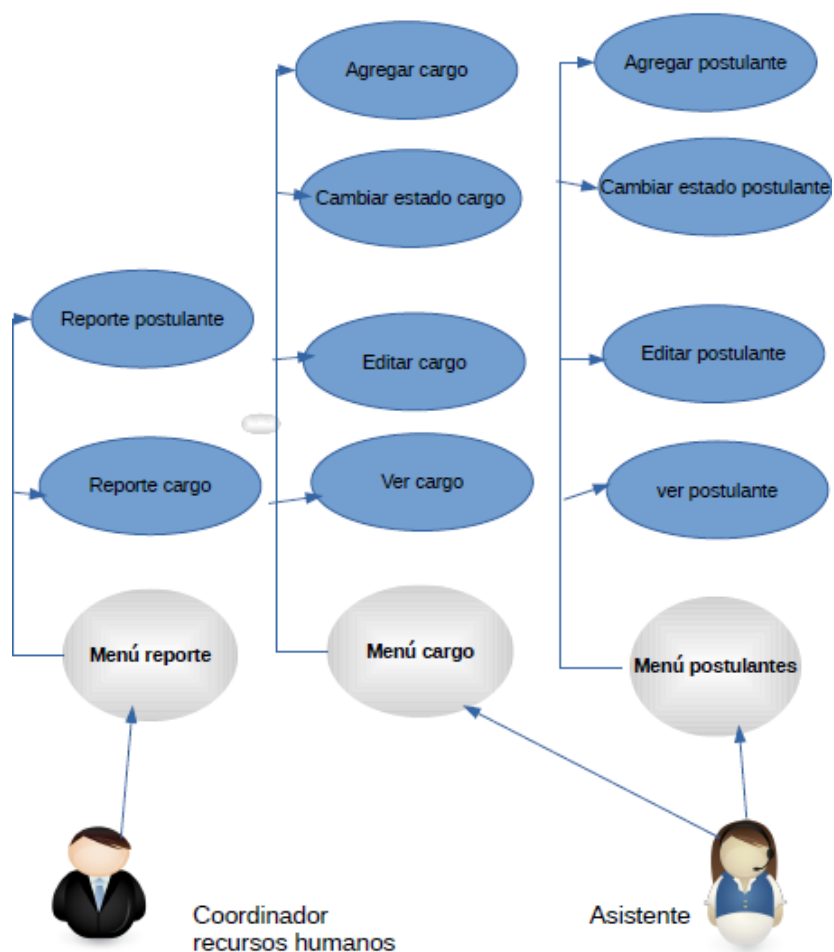 Agregar cargo
Agregar postulante
Cambiar estado cargo
Cambiar estado postulante
Reporte postulante
Editar cargo
Editar postulante
Reporte cargo
Ver cargo
ver postulante
Menú reporte
Menú cargo
Menú postulantes
Coordinador
recursos humanos
Asistente